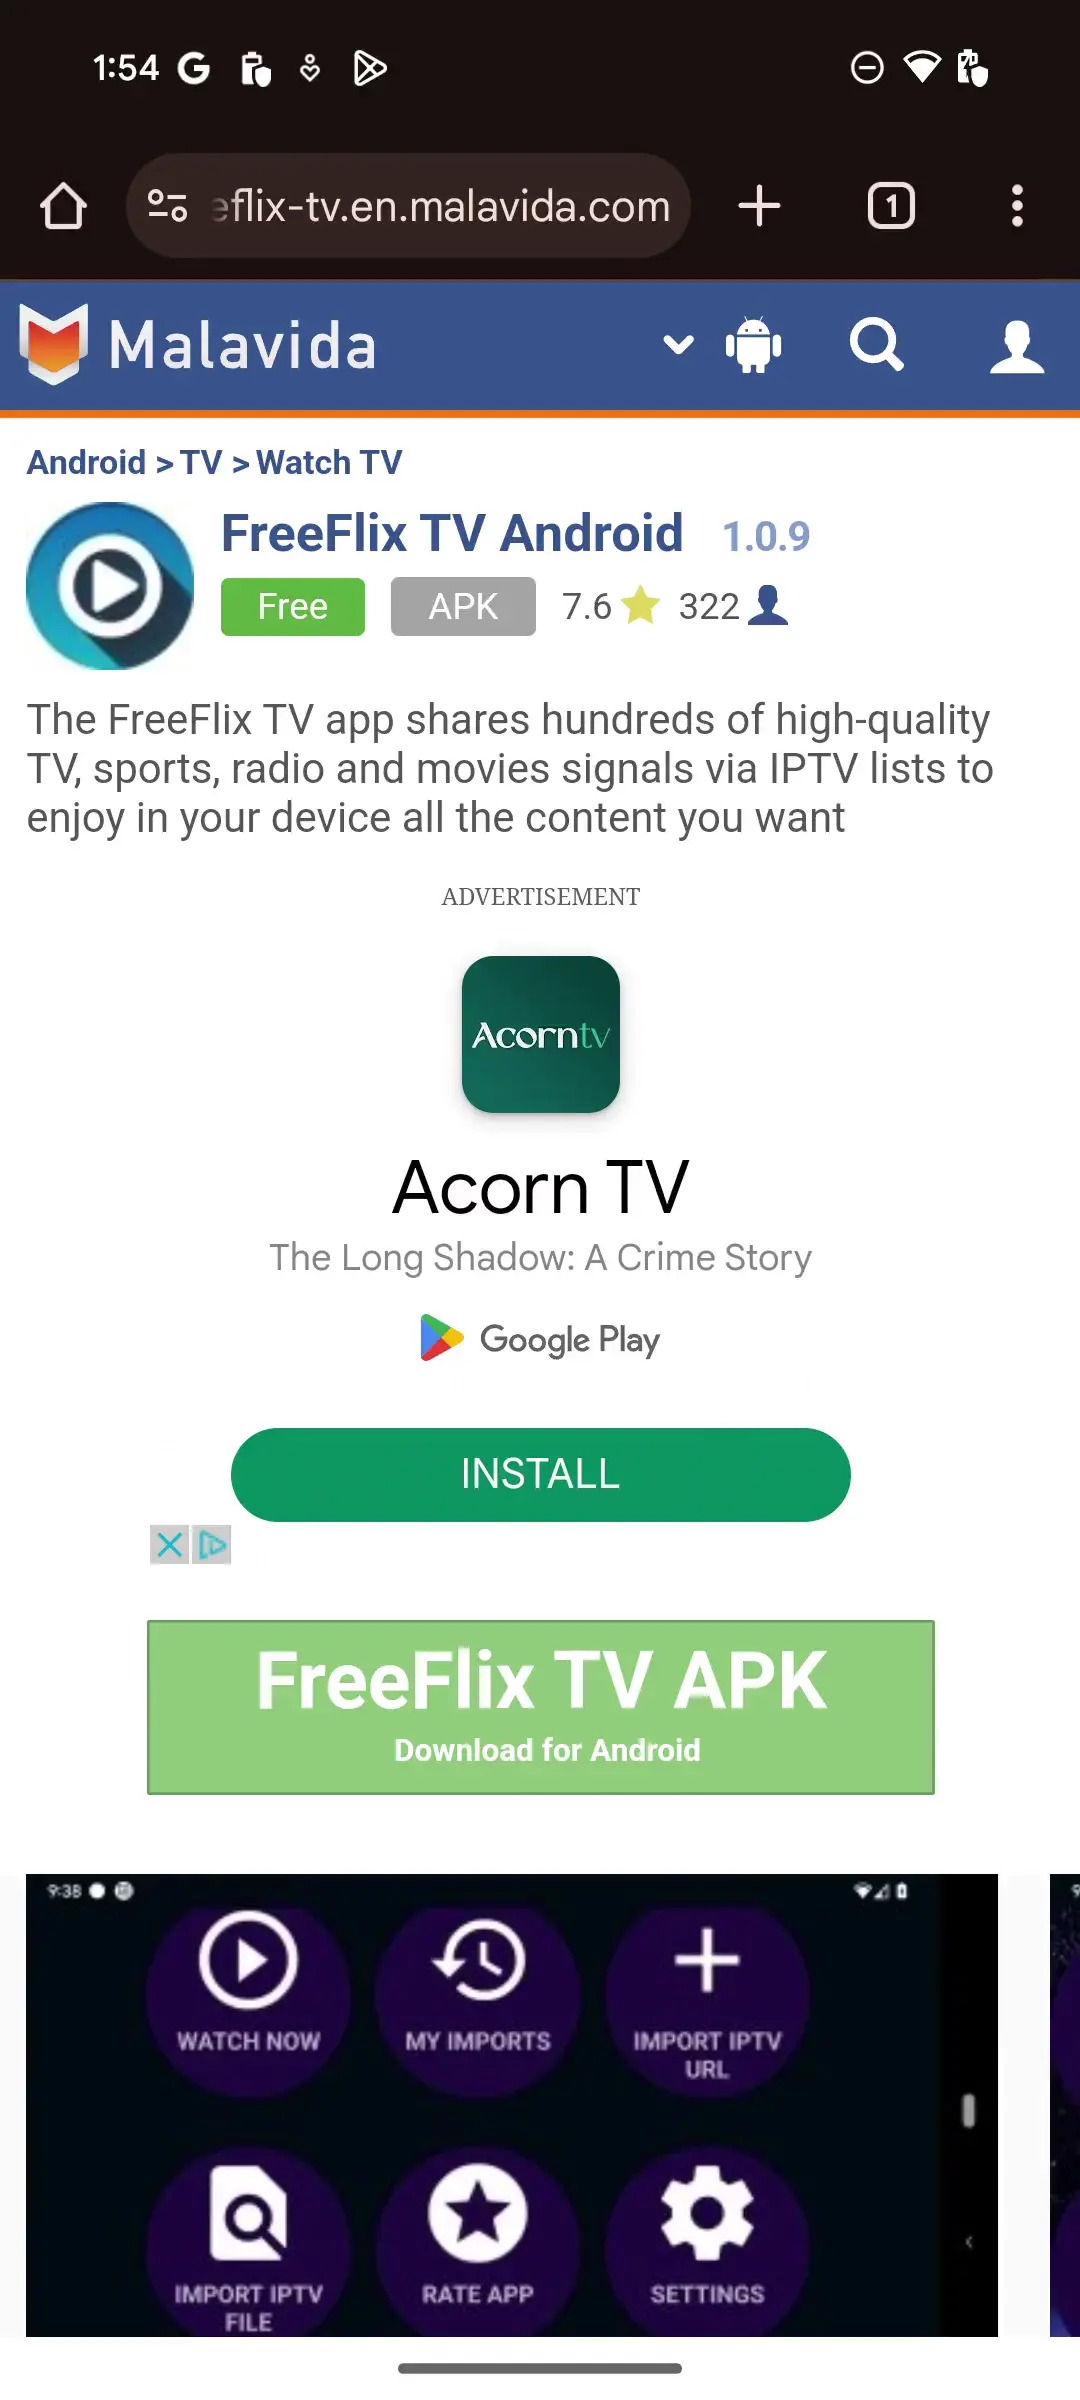 1:54
eflix-tv.en.malavida.com
1
Malavida
Android > TV > Watch TV
FreeFlix TV Android 1.0.9
Free APK 7.6 322
The FreeFlix TV app shares hundreds of high-quality
TV, sports, radio and movies signals via IPTV lists to
enjoy in your device all the content you want
ADVERTISEMENT
Acorntv
Acorn TV
The Long Shadow: A Crime Story
Google Play
INSTALL
FreeFlix TV APK
Download for Android
9:38
WATCH NOW
MY IMPORTS
IMPORT IPTV
URL
IMPORT IPTV
FILE
RATE APP
SETTINGS